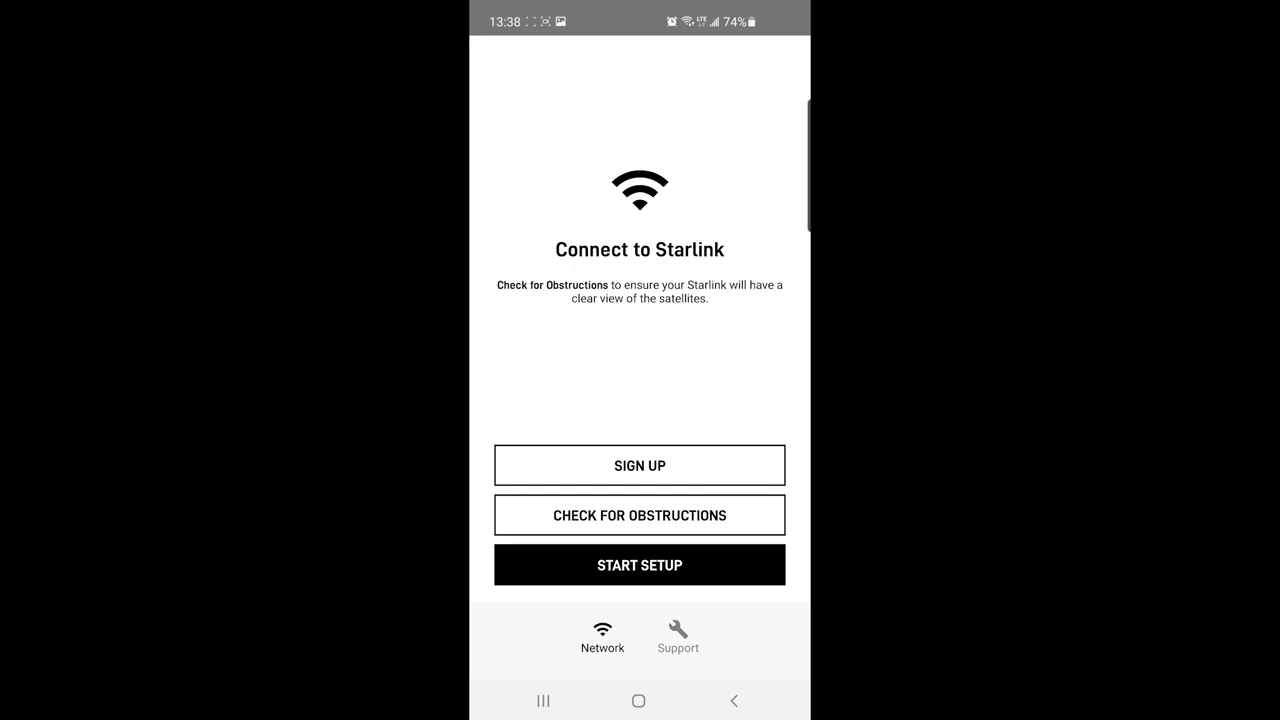 13:38 LTE 74%
Connect to Starlink
Check for Obstructions to ensure your Starlink will have a
clear view of the satellites.
SIGN UP
CHECK FOR OBSTRUCTIONS
START SETUP
Network Support